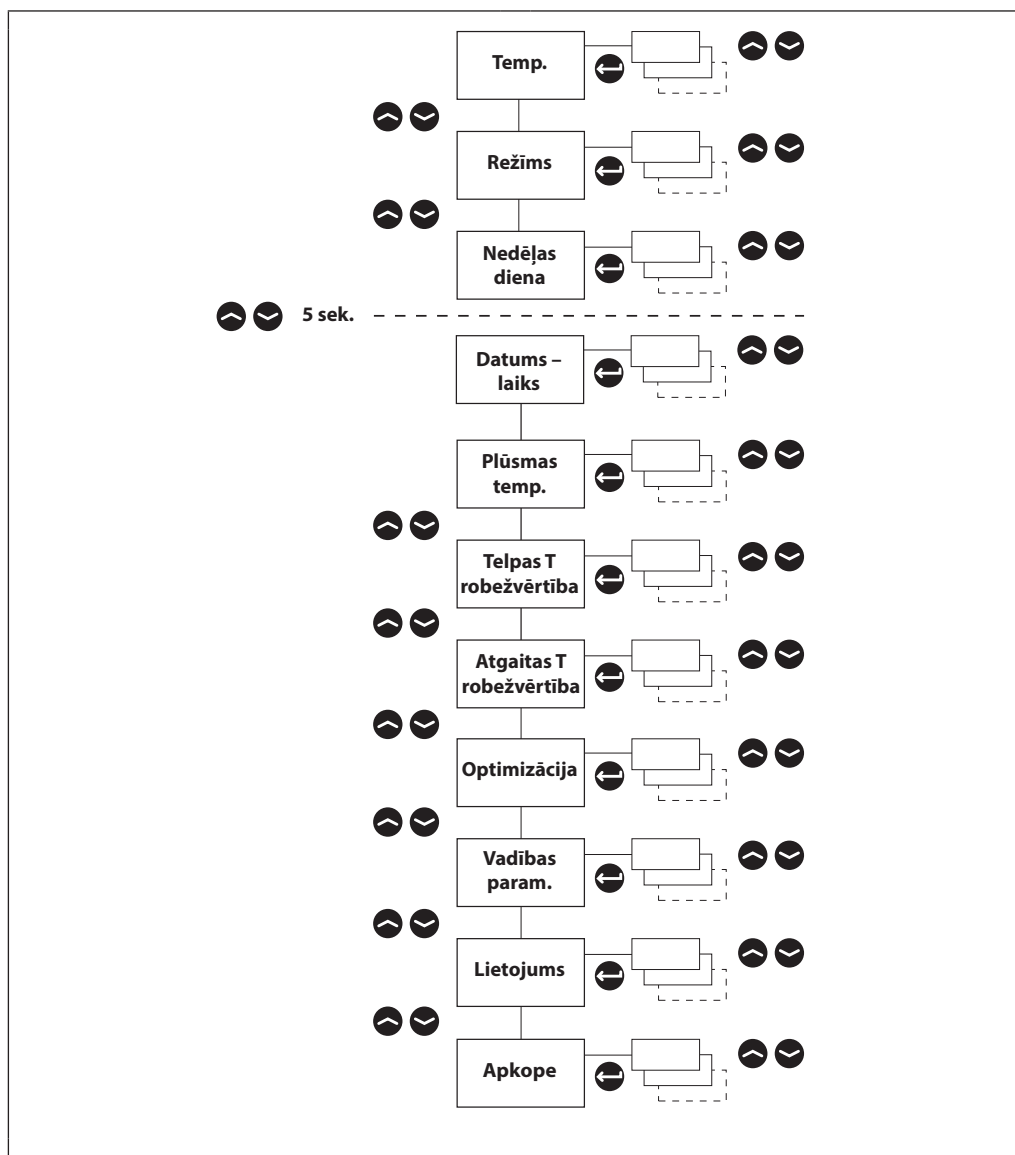 Temp.
Režīms
Nedēļas
diena
5 sek.
Datums –
laiks
Plūsmas
temp.
Telpas T
robežvērtība
Atgaitas T
robežvērtība
Optimizācija
Vadības
param.
Lietojums
Apkope